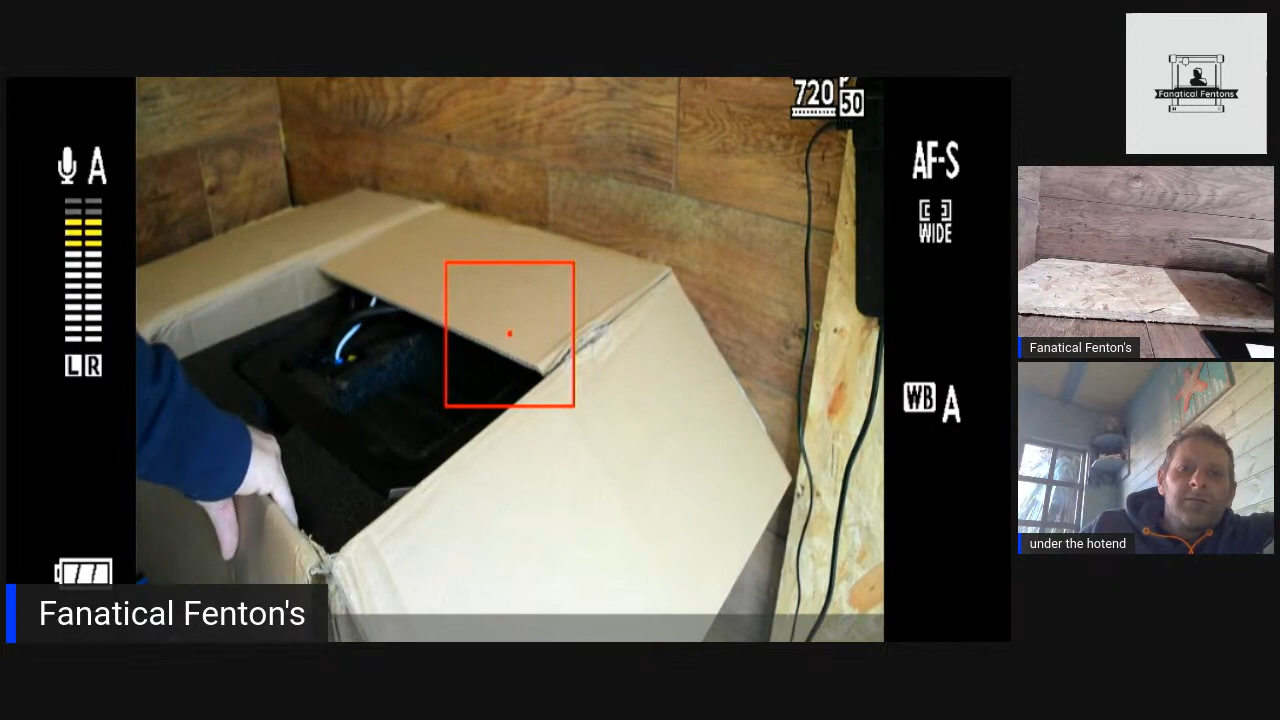 720
P
50
A
L R
AF-S
WIDE
WB A
Fanatical Fenton's
Fanatical Fentons
Fanatical Fenton's
under the hotend